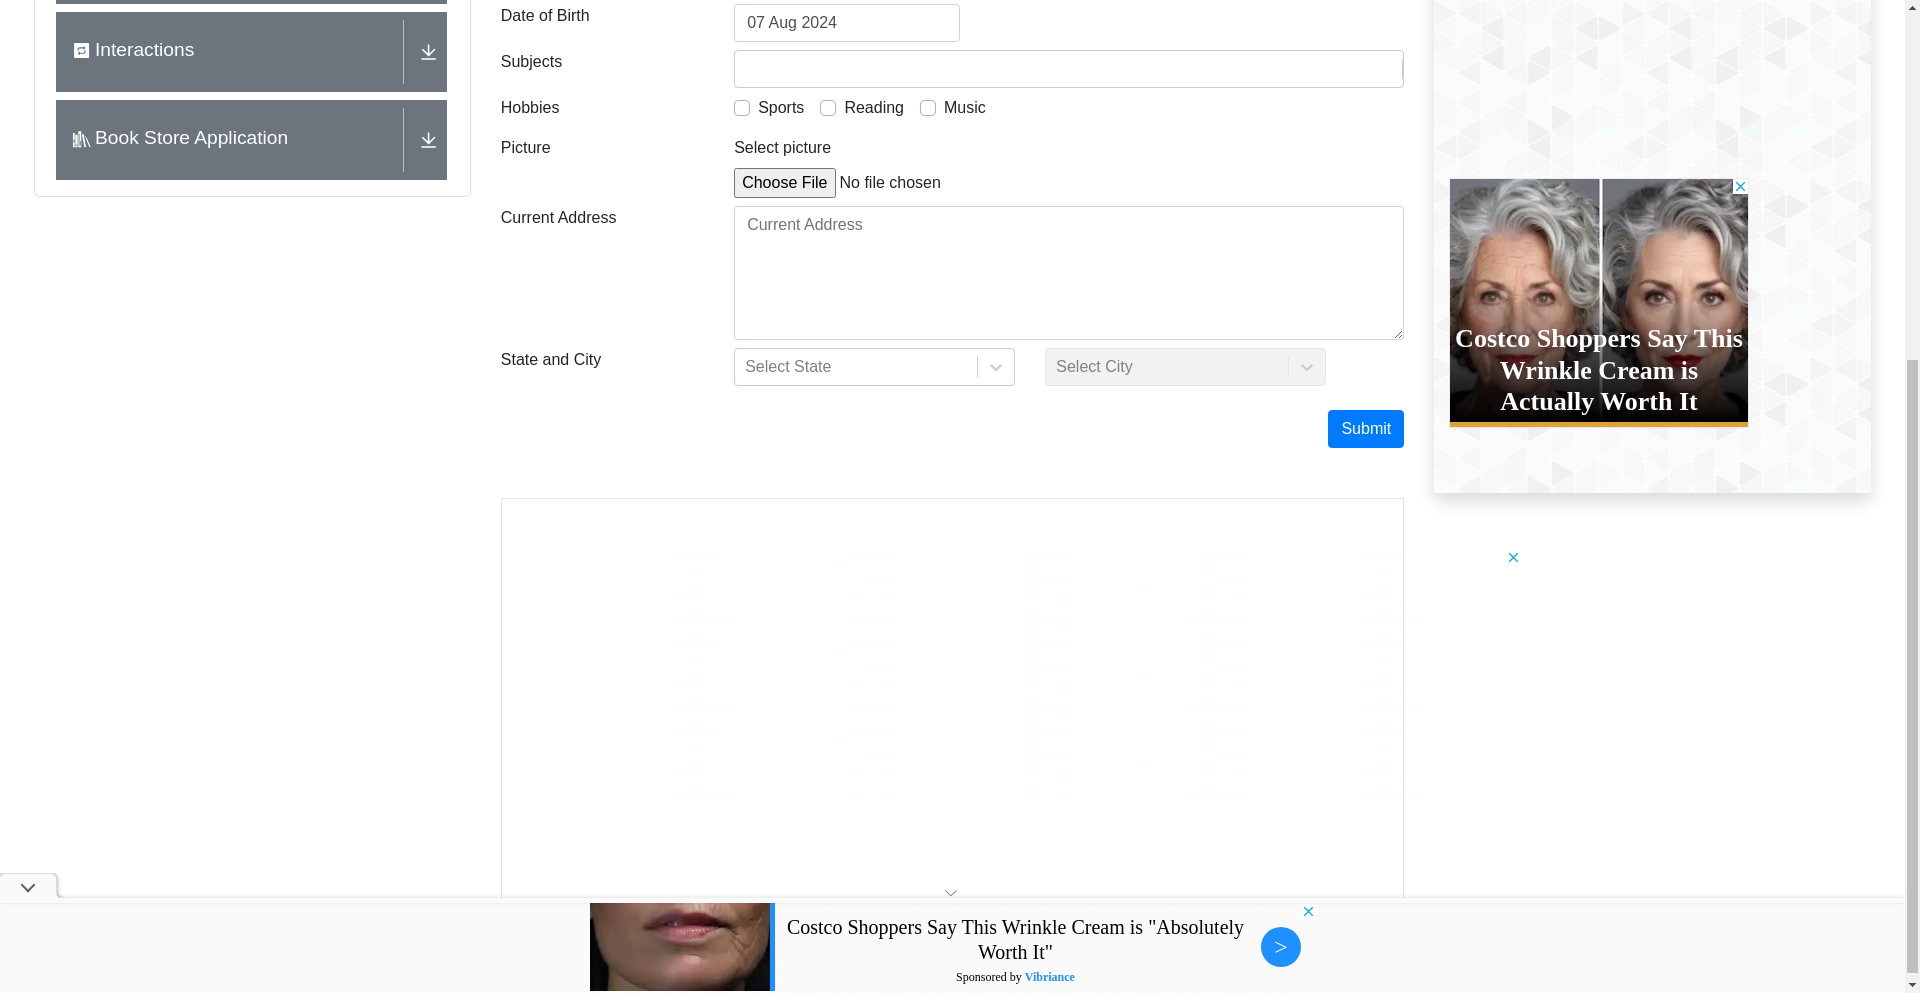 Interactions
Book Store Application
Date of Birth
07 Aug 2024
Subjects
Hobbies
Sports Reading Music
Picture
Select picture
Choose File No file chosen
Current Address
Current Address
State and City
Select State
Select City
Submit
Costco Shoppers Say This
Wrinkle Cream is
Actually Worth It
Costco Shoppers Say This Wrinkle Cream is "Absolutely
Worth It"
Sponsored by Vibriance
>